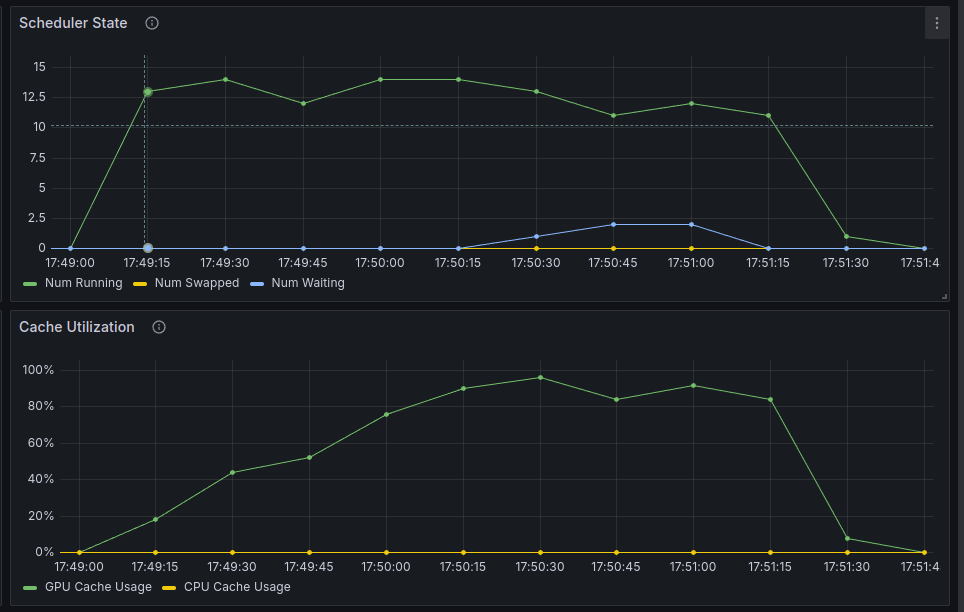 Scheduler State
15
12.5
10
7.5
5
2.5
0
17:49:00 17:49:15 17:49:30 17:49:45 17:50:00 17:50:15 17:50:30 17:50:45 17:51:00 17:51:15 17:51:30 17:51:4
Num Running Num Swapped Num Waiting
Cache Utilization
100%
80%
60%
40%
20%
0%
17:49:00 17:49:15 17:49:30 17:49:45 17:50:00 17:50:15 17:50:30 17:50:45 17:51:00 17:51:15 17:51:30 17:51:4
GPU Cache Usage CPU Cache Usage